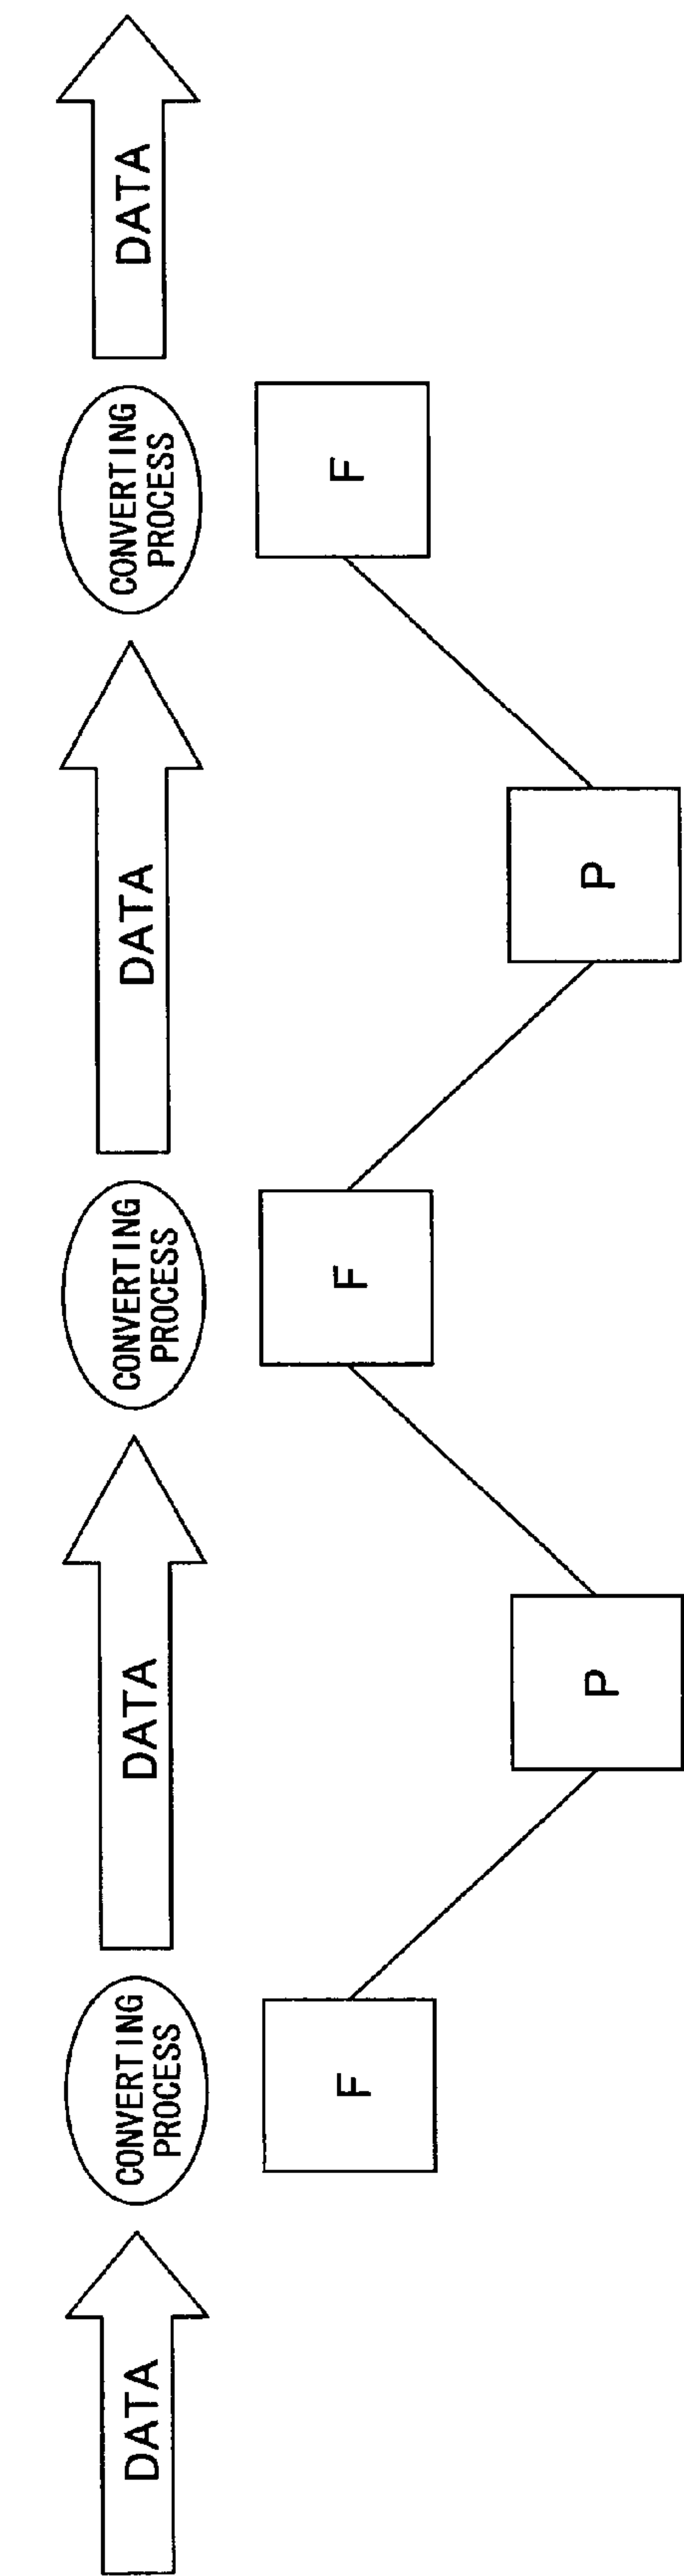 DATA
CONVERTING
PROCESS
DATA
CONVERTING
PROCESS
DATA
CONVERTING
PROCESS
DATA
F
F
F
P
P